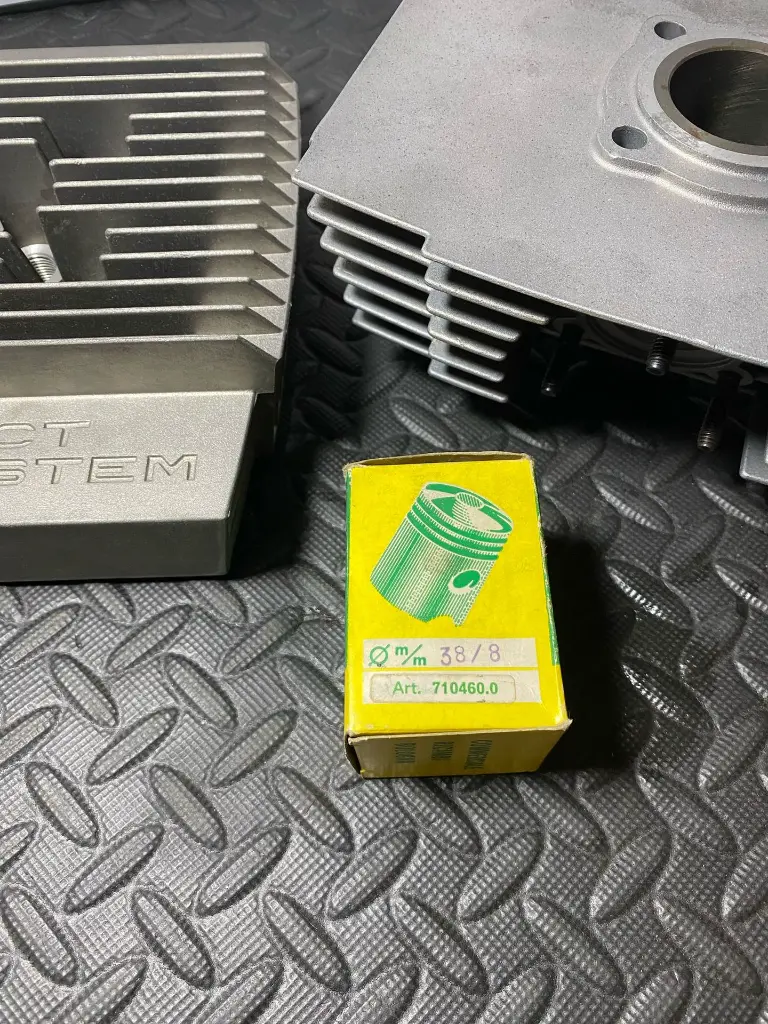 CT
STEM
Ø m/m 38/8
Art. 710460.0